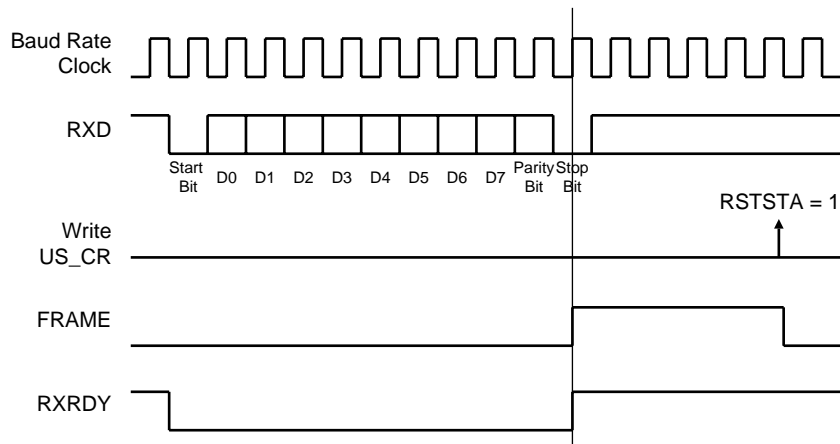 Baud Rate
Clock
RXD
Start
Bit
D0
D1
D2
D3
D4
D5
D6
D7
Parity
Bit
Stop
Bit
RSTSTA = 1
Write
US_CR
FRAME
RXRDY